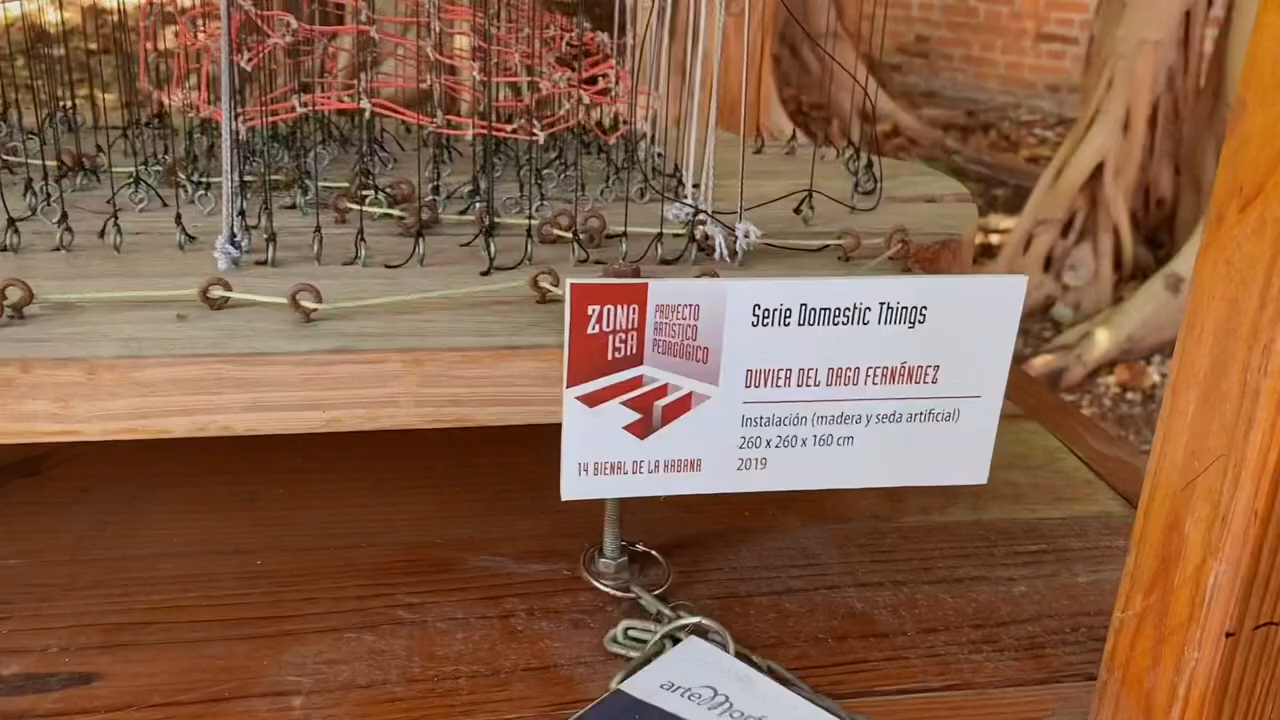 ZONA
ISA
PROYECTO
ARTÍSTICO
PEDAGÓGICO
14 BIENAL DE LA HABANA
Serie Domestic Things
DUVIER DEL DAGO FERNÁNDEZ
Instalación (madera y seda artificial)
260 x 260 x 160 cm
2019